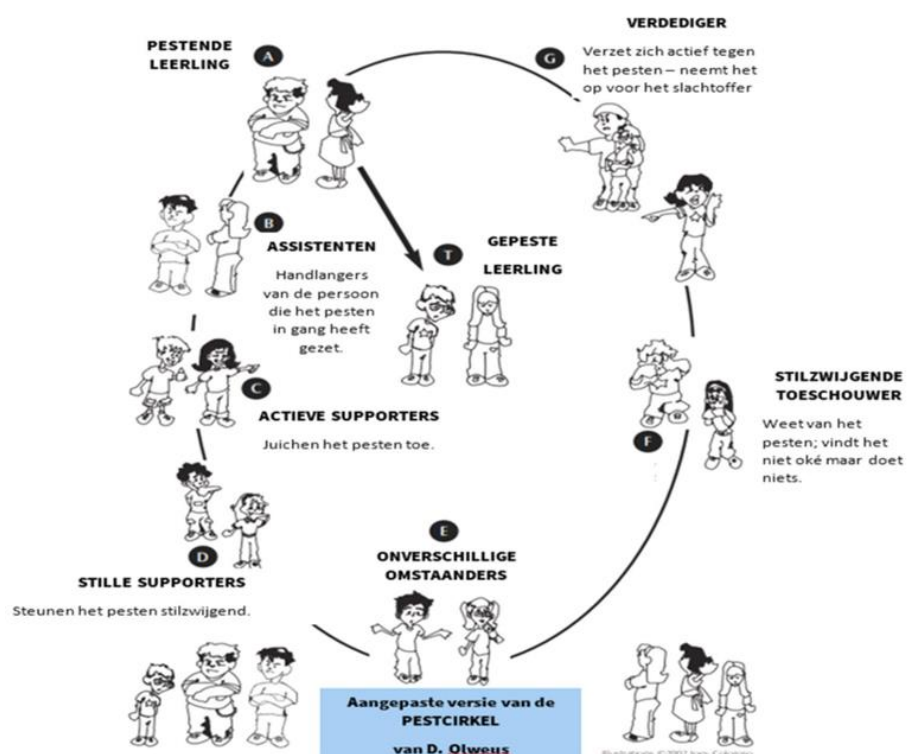 PESTENDE
LEERLING
A
VERDEDIGER
G
Verzet zich actief tegen
het pesten – neemt het
op voor het slachtoffer
B
ASSISTENTEN
Handlangers
van de persoon
die het pesten
in gang heeft
gezet.
T
GEPESTE
LEERLING
C
ACTIEVE SUPPORTERS
Juichen het pesten toe.
STILZWIJGENDE
TOESCHOUWER
F
Weet van het
pesten; vindt het
niet oké maar doet
niets.
D
STILLE SUPPORTERS
Steunen het pesten stilzwijgend.
E
ONVERSCHILLIGE
OMSTAANDERS
Aangepaste versie van de
PESTCIRKEL
van D. Olweus